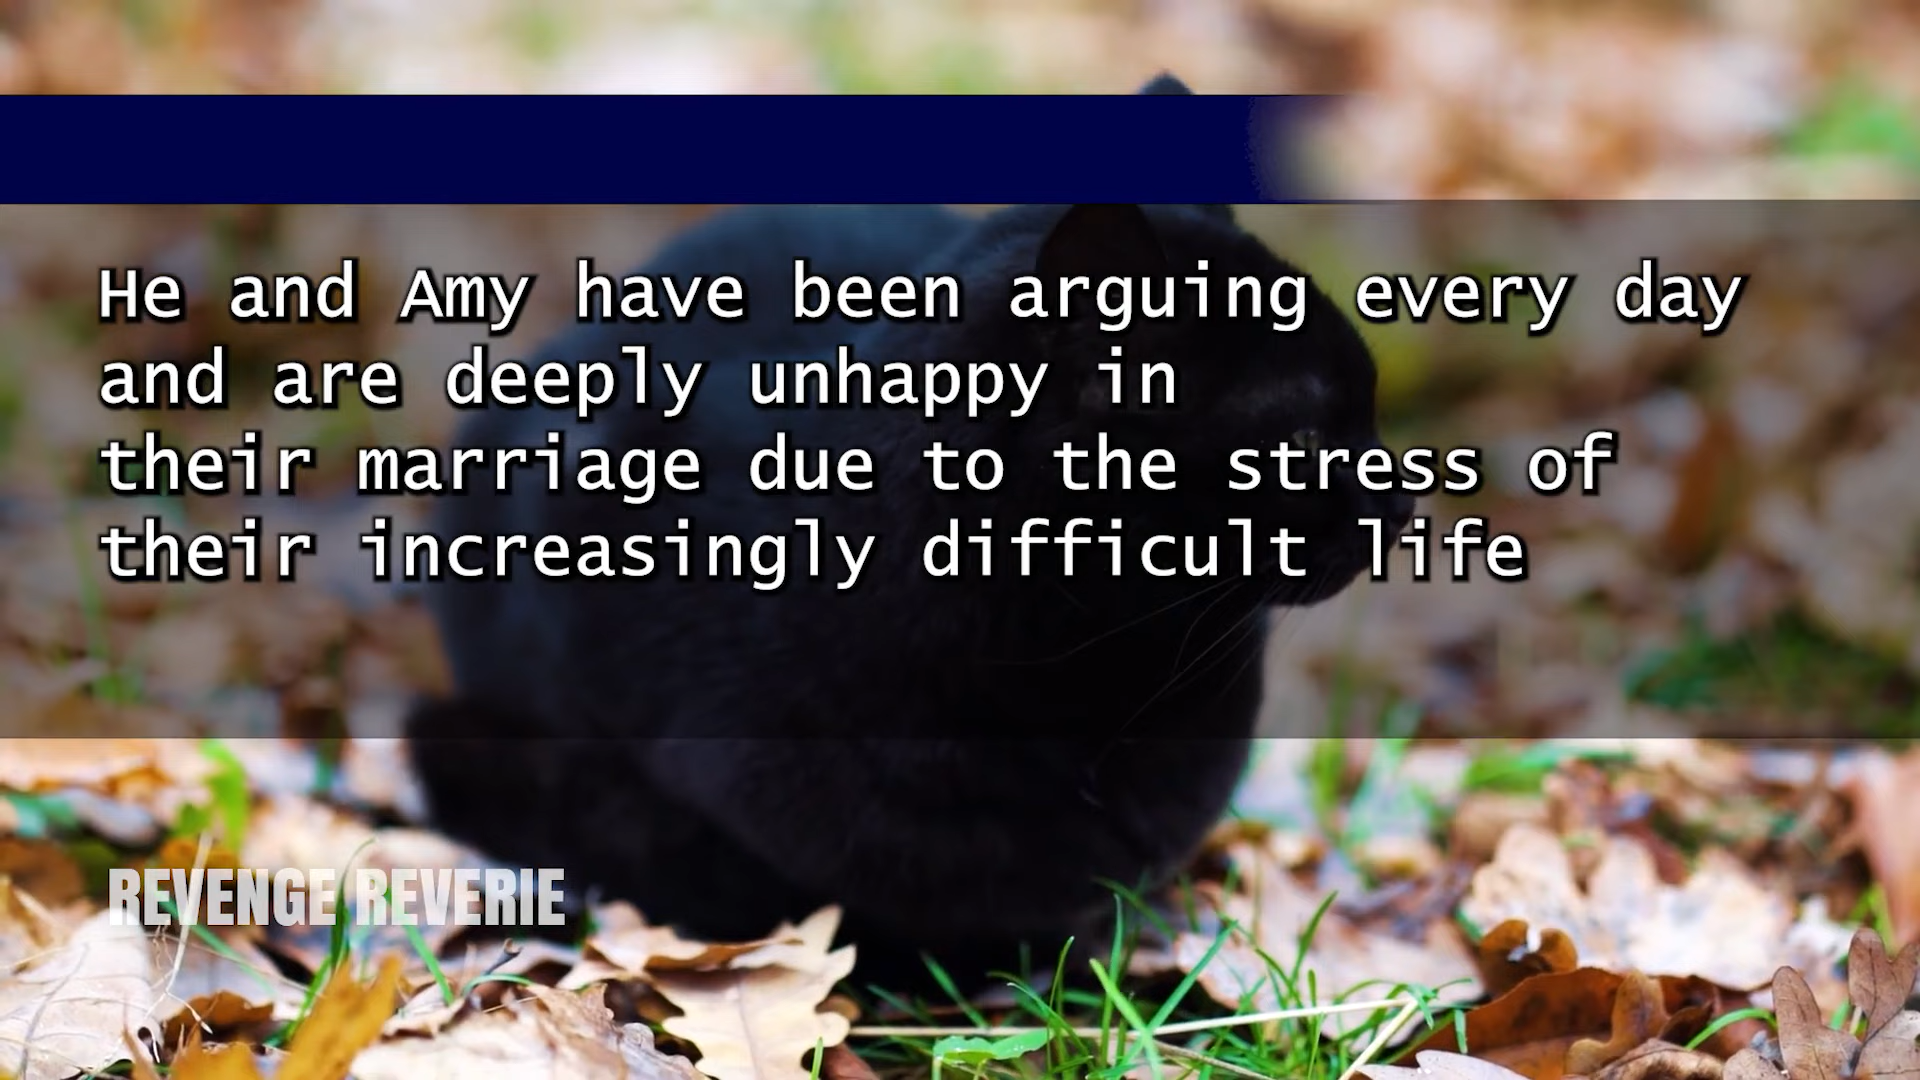 He and Amy have been arguing every day
and are deeply unhappy in
their marriage due to the stress of
their increasingly difficult life
REVENGE REVERIE